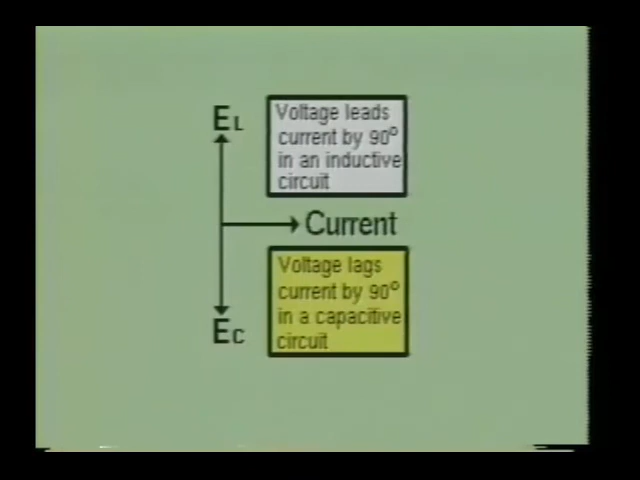 EL
Voltage leads
current by 90°
in an inductive
circuit
Current
Voltage lags
current by 90°
in a capacitive
circuit
EC